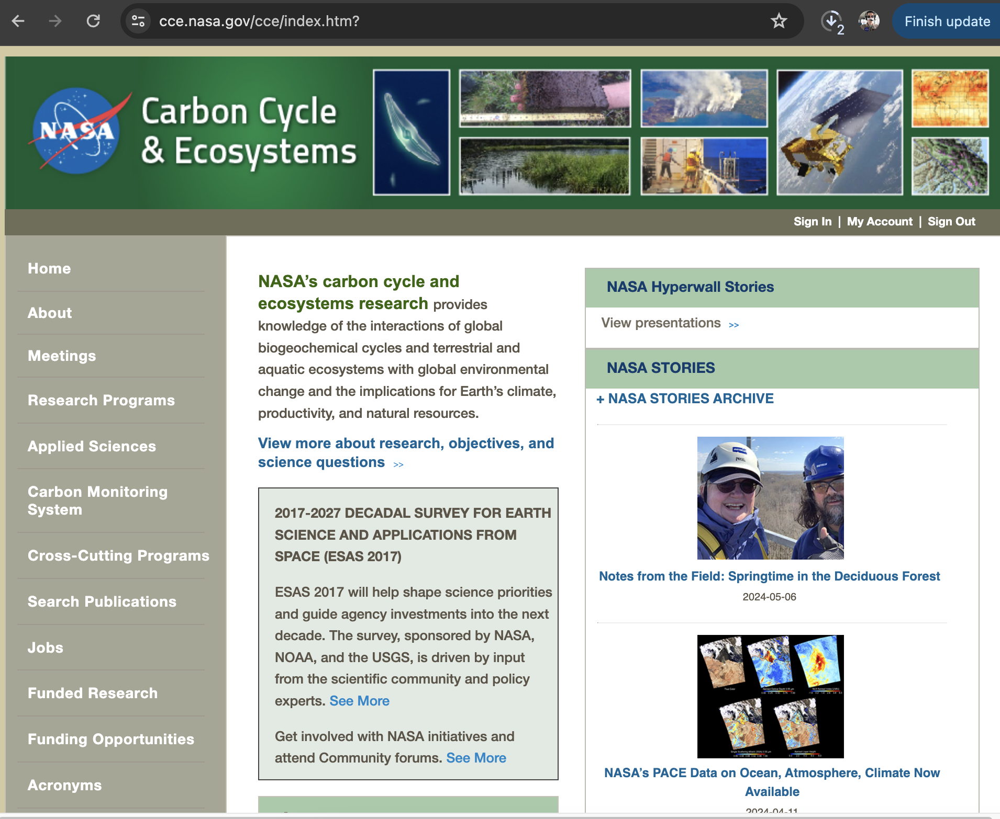 cce.nasa.gov/cce/index.htm?
2
Finish update
NASA
Carbon Cycle
& Ecosystems
Sign In | My Account | Sign Out
Home
About
Meetings
Research Programs
Applied Sciences
Carbon Monitoring
System
Cross-Cutting Programs
Search Publications
Jobs
Funded Research
Funding Opportunities
Acronyms
NASA’s carbon cycle and
ecosystems research provides
knowledge of the interactions of global
biogeochemical cycles and terrestrial and
aquatic ecosystems with global environmental
change and the implications for Earth’s climate,
productivity, and natural resources.
View more about research, objectives, and
science questions >>
2017-2027 DECADAL SURVEY FOR EARTH
SCIENCE AND APPLICATIONS FROM
SPACE (ESAS 2017)
ESAS 2017 will help shape science priorities
and guide agency investments into the next
decade. The survey, sponsored by NASA,
NOAA, and the USGS, is driven by input
from the scientific community and policy
experts. See More
Get involved with NASA initiatives and
attend Community forums. See More
NASA Hyperwall Stories
View presentations >>
NASA STORIES
+ NASA STORIES ARCHIVE
Notes from the Field: Springtime in the Deciduous Forest
2024-05-06
True Color
NASA’s PACE Data on Ocean, Atmosphere, Climate Now
Available
2024-04-11